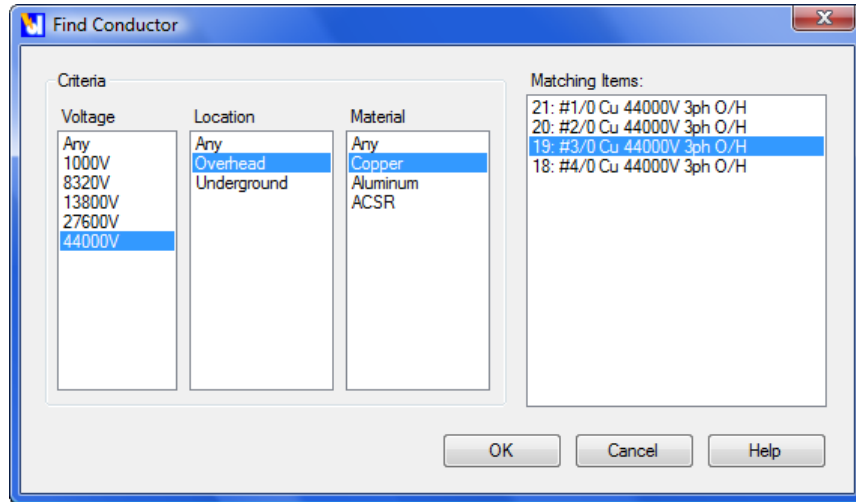 Find Conductor
Criteria
Voltage
Any
1000V
8320V
13800V
27600V
44000V
Location
Any
Overhead
Underground
Material
Any
Copper
Aluminum
ACSR
Matching Items:
21: #1/0 Cu 44000V 3ph O/H
20: #2/0 Cu 44000V 3ph O/H
19: #3/0 Cu 44000V 3ph O/H
18: #4/0 Cu 44000V 3ph O/H
OK
Cancel
Help